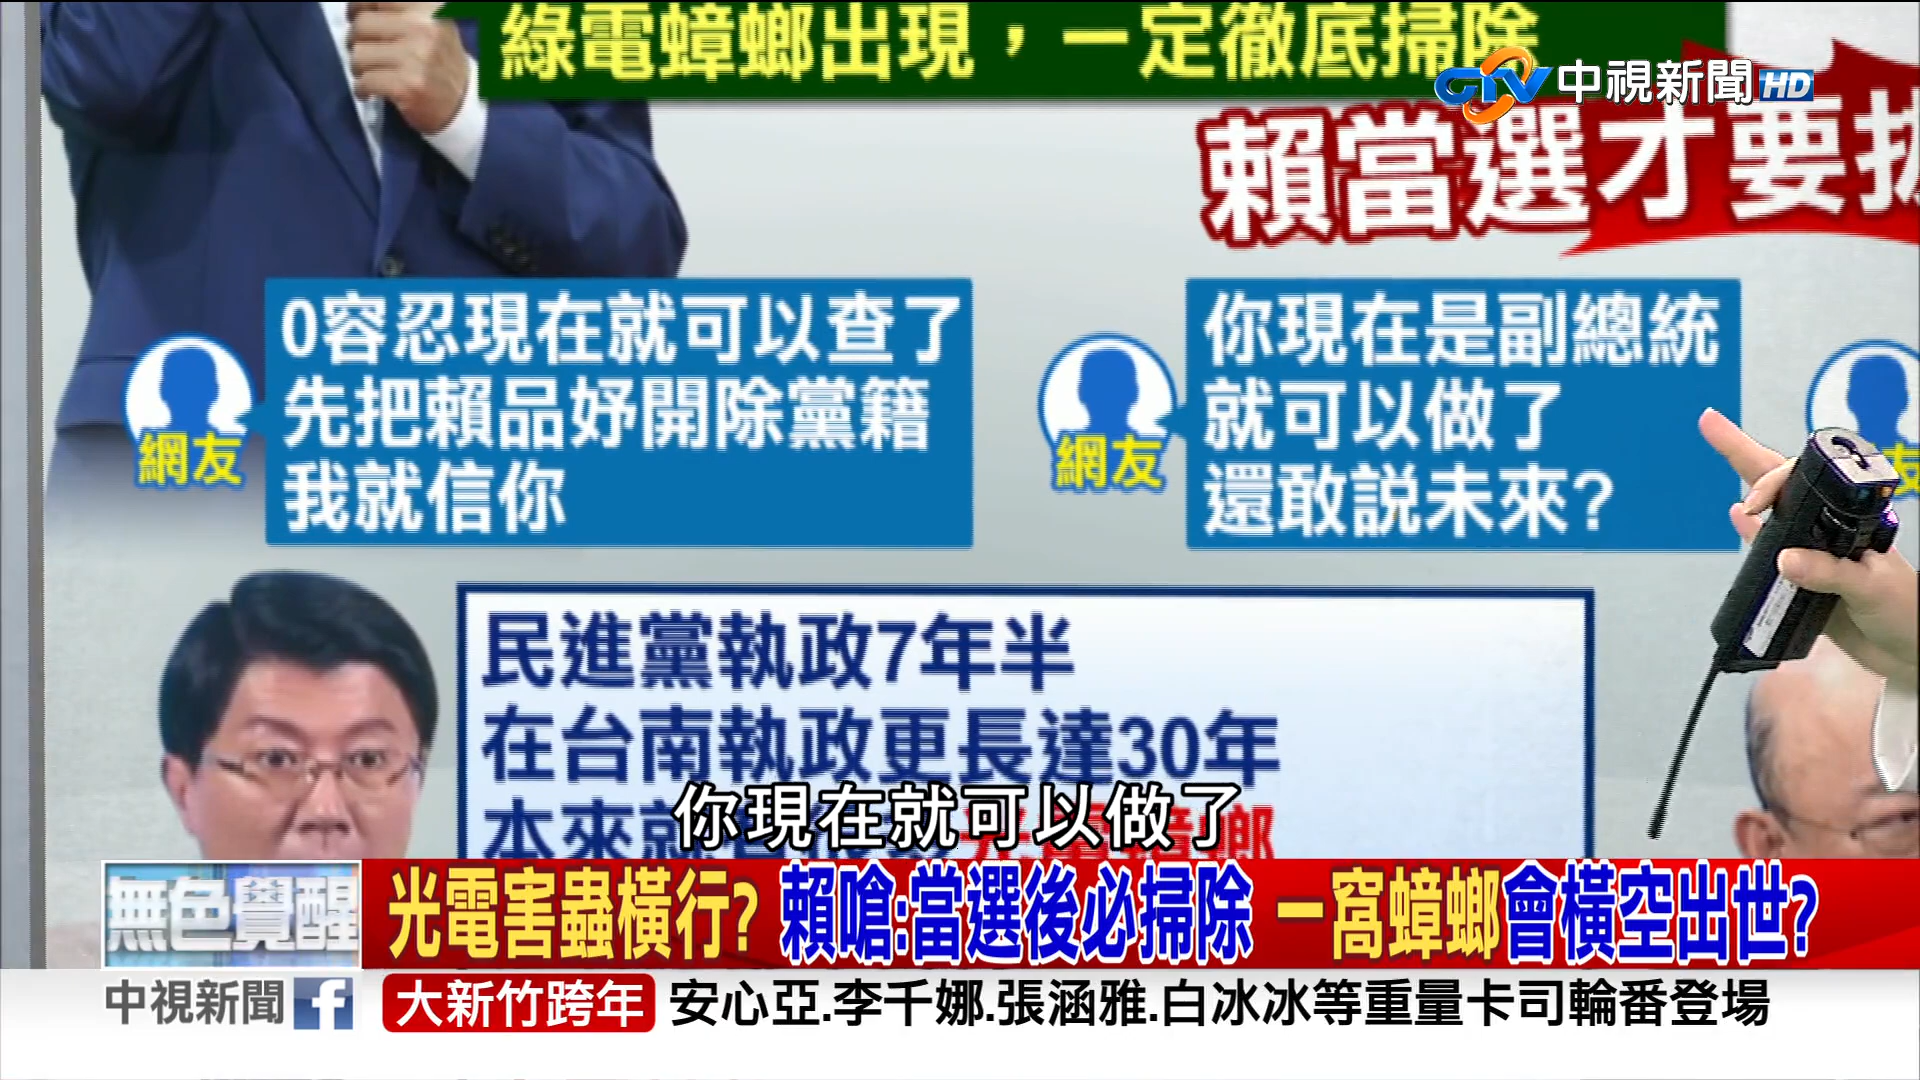 綠電蟑螂出現，一定徹底掃除
CTV 中視新聞 HD
賴當選才要
0容忍現在就可以查了
先把賴品妤開除黨籍
我就信你
網友
你現在是副總統
就可以做了
還敢說未來?
網友
友
民進黨執政7年半
在台南執政更長達30年
本來就
你現在就可以做了
無色覺醒
光電害蟲橫行? 賴嗆:當選後必掃除 一窩蟑螂會橫空出世?
中視新聞 f
大新竹跨年 安心亞.李千娜.張涵雅.白冰冰等重量卡司輪番登場